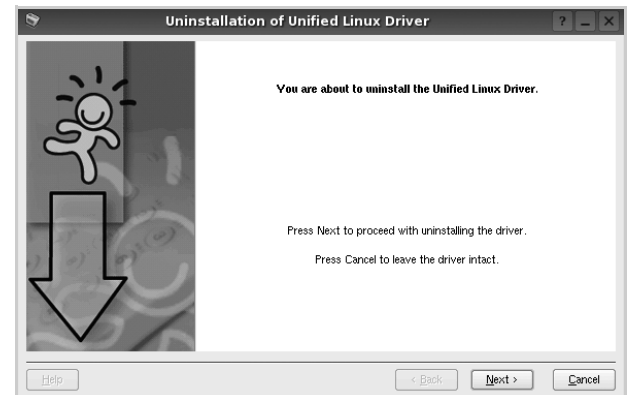 Uninstallation of Unified Linux Driver
? _ X
You are about to uninstall the Unified Linux Driver.
Press Next to proceed with uninstalling the driver.
Press Cancel to leave the driver intact.
Help
< Back
Next >
Cancel